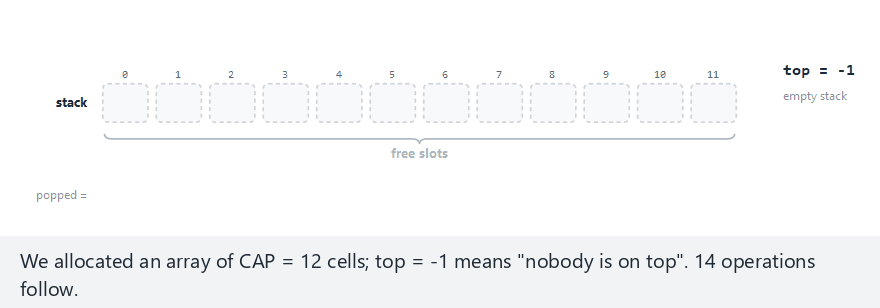 0 1 2 3 4 5 6 7 8 9 10 11
top = -1
empty stack
stack
free slots
popped =
We allocated an array of CAP = 12 cells; top = -1 means "nobody is on top". 14 operations
follow.